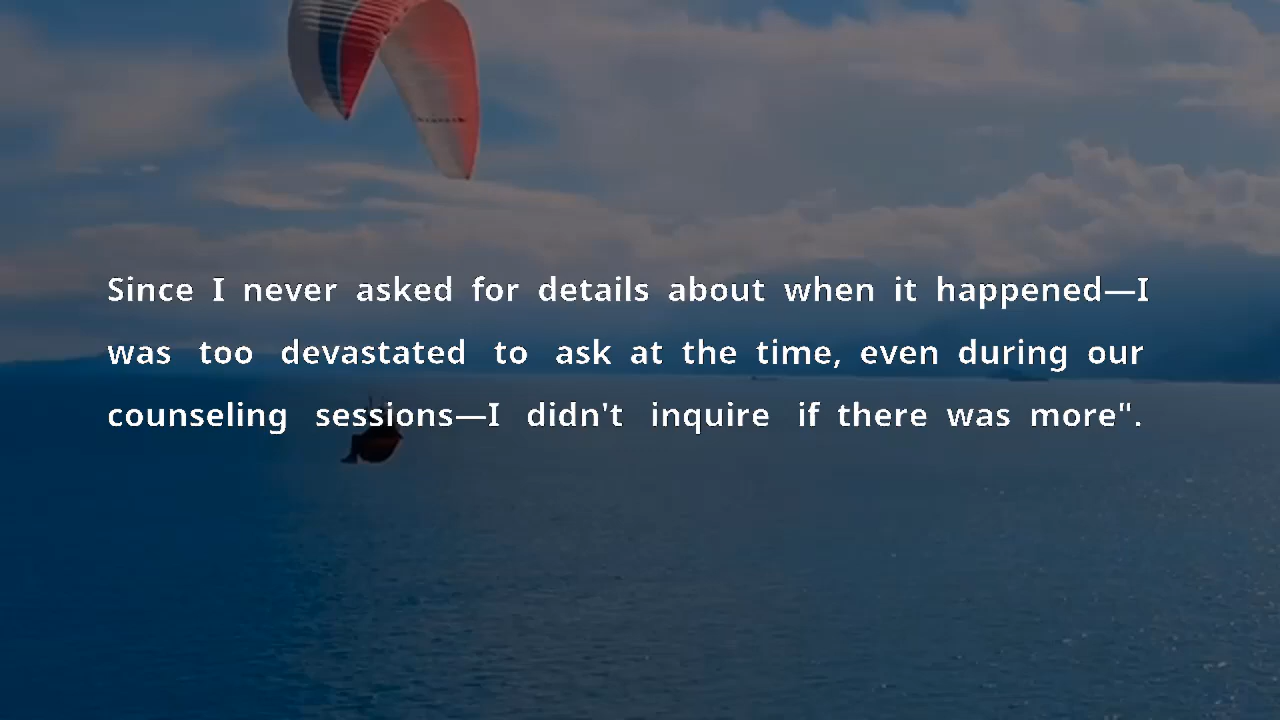 Since I never asked for details about when it happened—I
was too devastated to ask at the time, even during our
counseling sessions—I didn't inquire if there was more".